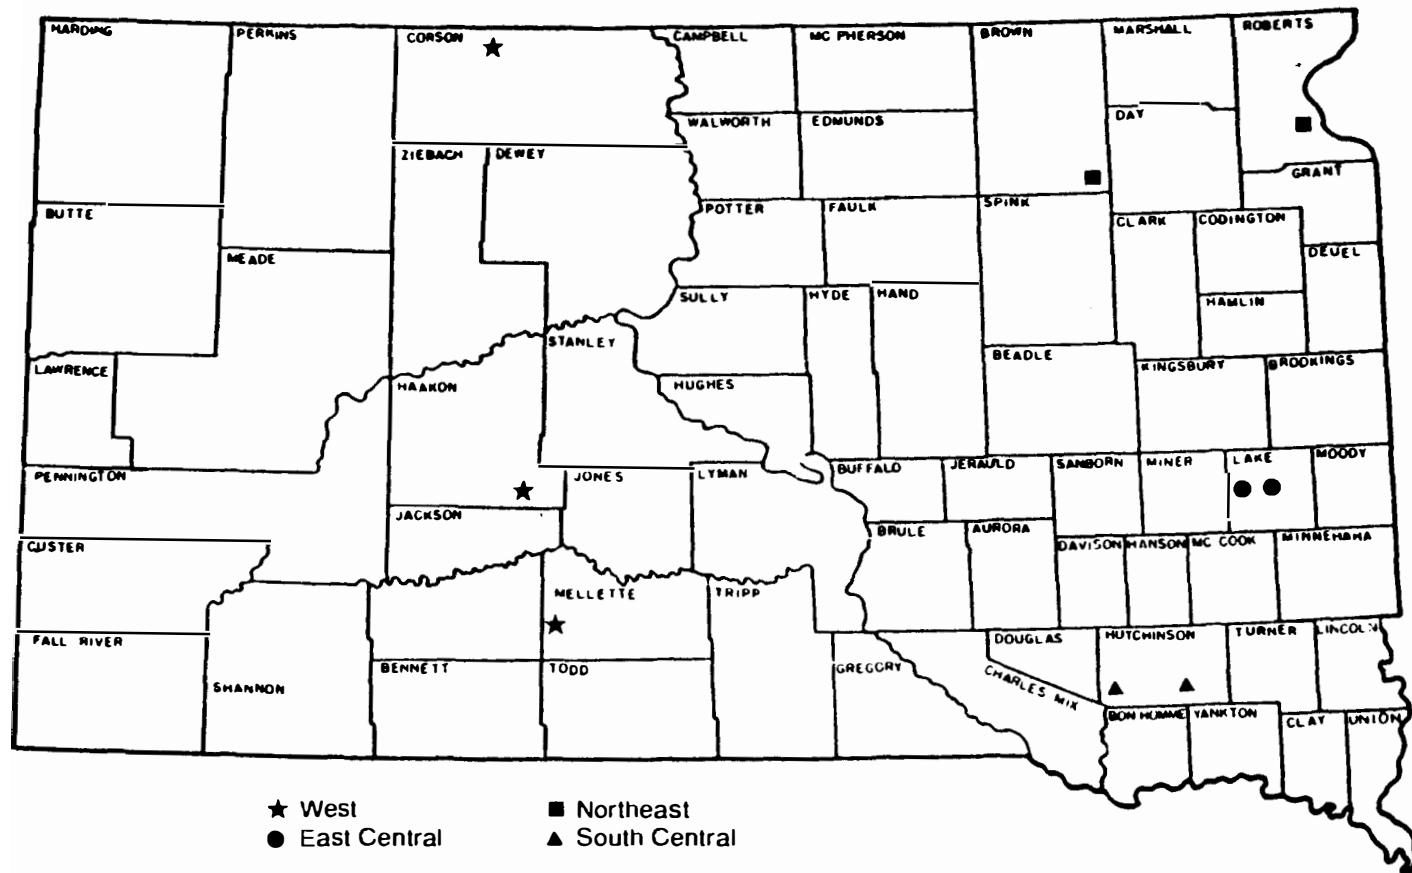 HARDING
PERKINS
CORSON
CAMPBELL
MC PHERSON
BROWN
MARSHALL
ROBERTS
WALWORTH
EDMUNDS
DAY
ZIEBACH
DEWEY
GRANT
BUTTE
POTTER
FAULK
SPINK
CLARK
CODINGTON
MEADE
DEUEL
SULLY
HYDE
HAND
HAMLIN
STANLEY
BEADLE
LAWRENCE
HAAKON
HUGHES
KINGSBURY
BROOKINGS
PENNINGTON
JONES
LYMAN
BUFFALO
JERAULD
SANBORN
MINER
LAKE
MOODY
JACKSON
CUSTER
BRULE
AURORA
DAVISON
HANSON
MC COOK
MINNEHAHA
MELLETTE
TRIPP
FALL RIVER
DOUGLAS
HUTCHINSON
TURNER
LINCOLN
SHANNON
BENNETT
TODD
GREGORY
CHARLES MIX
BON HOMME
YANKTON
CLAY
UNION
West
Northeast
East Central
South Central